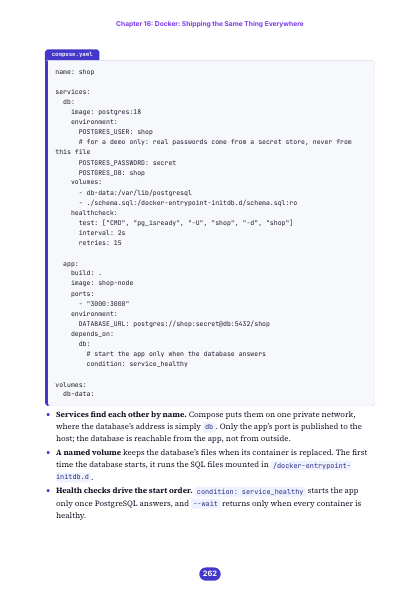 Chapter 16: Docker: Shipping the Same Thing Everywhere
compose.yaml
name: shop

services:
  db:
    image: postgres:18
    environment:
      POSTGRES_USER: shop
      # for a demo only: real passwords come from a secret store, never from
this file
      POSTGRES_PASSWORD: secret
      POSTGRES_DB: shop
    volumes:
      - db-data:/var/lib/postgresql
      - ./schema.sql:/docker-entrypoint-initdb.d/schema.sql:ro
    healthcheck:
      test: ["CMD", "pg_isready", "-U", "shop", "-d", "shop"]
      interval: 2s
      retries: 15

  app:
    build: .
    image: shop-node
    ports:
      - "3000:3000"
    environment:
      DATABASE_URL: postgres://shop:secret@db:5432/shop
    depends_on:
      db:
        # start the app only when the database answers
        condition: service_healthy

volumes:
  db-data:
• Services find each other by name. Compose puts them on one private network,
where the database's address is simply db. Only the app's port is published to the
host; the database is reachable from the app, not from outside.
• A named volume keeps the database's files when its container is replaced. The first
time the database starts, it runs the SQL files mounted in /docker-entrypoint-
initdb.d.
• Health checks drive the start order. condition: service_healthy starts the app
only once PostgreSQL answers, and --wait returns only when every container is
healthy.
262